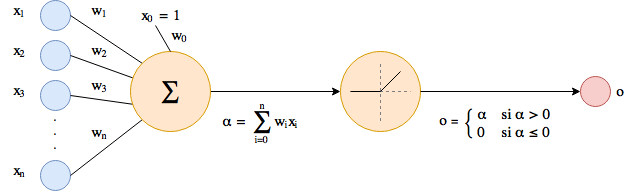 x₁ w₁ x₀ = 1
x₂ w₂ w₀
x₃ w₃ Σ
wₙ
xₙ
α = Σ wᵢxᵢ
n
i=0
o = { α si α > 0
0 si α ≤ 0
o